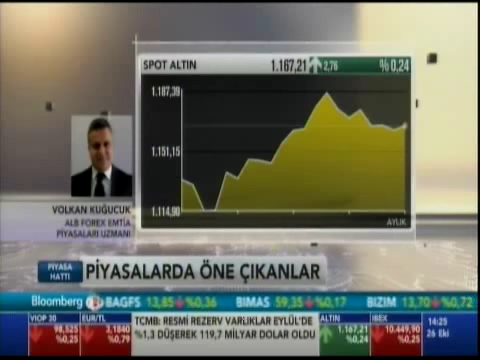 SPOT ALTIN 1.167,21 2,76 %0,24
1.187,39
1.151,15
1.114,90
AYLIK
VOLKAN KUĞUCUK
ALB FOREX EMTİA
PİYASALARI UZMANI
PİYASA
HATTI
PİYASALARDA ÖNE ÇIKANLAR
Bloomberg HT BAGFS 13,85 %0,36 BIMAS 59,35 %0,17 BIZIM 13,70 %0,72
VIOP 30 98,525 %0,25
EURO/TL 3,1840 %0,79
TCMB: RESMİ REZERV VARLIKLAR EYLÜL'DE
%1,3 DÜŞEREK 119,7 MİLYAR DOLAR OLDU
ALTIN 1.167,21 %0,24
IBEX 10.449,90 %0,25
14:25
26 Eki